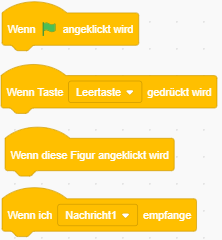 Wenn angeklickt wird
Wenn Taste Leertaste gedrückt wird
Wenn diese Figur angeklickt wird
Wenn ich Nachricht1 empfange